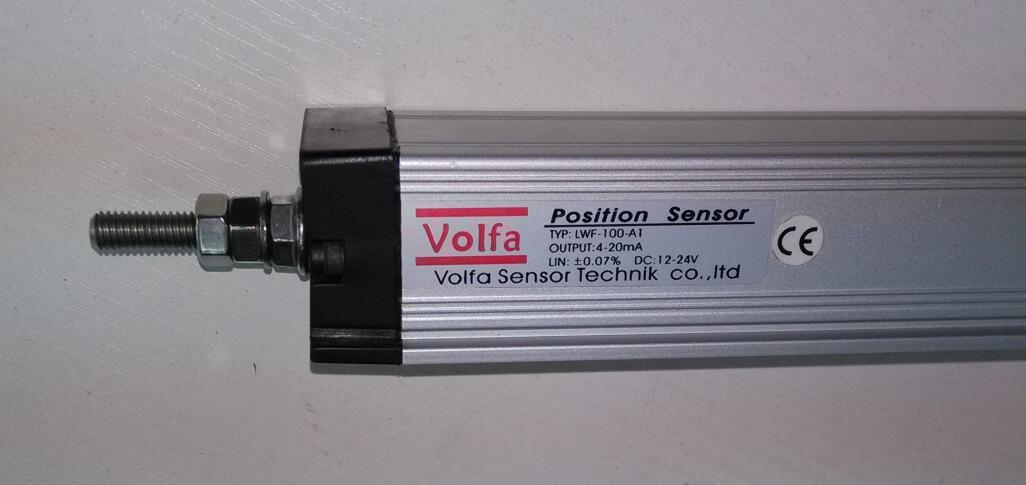 Volfa
Position Sensor
TYP: LWF-100-A1
OUTPUT:4-20mA
LIN: ±0.07% DC:12-24V
Volfa Sensor Technik co.,ltd
CE